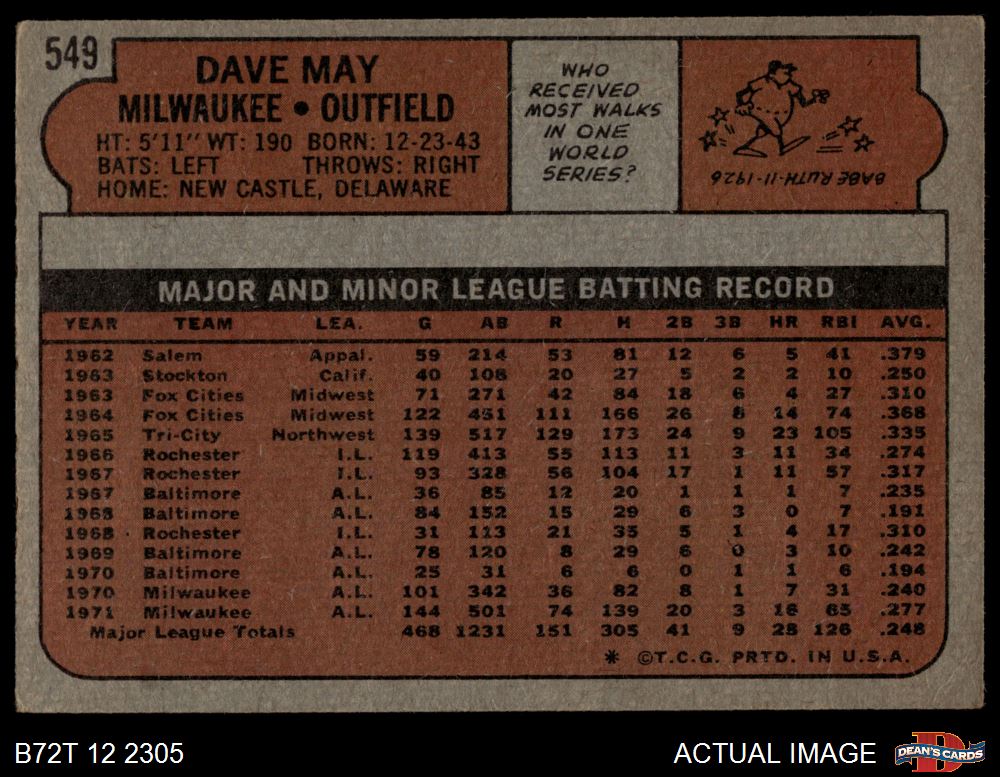 549
DAVE MAY
MILWAUKEE • OUTFIELD
HT: 5'11" WT: 190 BORN: 12-23-43
BATS: LEFT THROWS: RIGHT
HOME: NEW CASTLE, DELAWARE
WHO
RECEIVED
MOST WALKS
IN ONE
WORLD
SERIES?
BABE RUTH-11-1926
MAJOR AND MINOR LEAGUE BATTING RECORD
YEAR TEAM LEA. G AB R H 2B 3B HR RBI AVG.
1962 Salem Appal. 59 214 53 81 12 6 5 41 .379
1963 Stockton Calif. 40 108 20 27 5 2 2 10 .250
1963 Fox Cities Midwest 71 271 42 84 18 6 4 27 .310
1964 Fox Cities Midwest 122 451 111 166 26 8 14 74 .368
1965 Tri-City Northwest 139 517 129 173 24 9 23 105 .335
1966 Rochester I.L. 119 413 55 113 11 3 11 34 .274
1967 Rochester I.L. 93 328 56 104 17 1 11 57 .317
1967 Baltimore A.L. 36 85 12 20 1 1 1 7 .235
1968 Baltimore A.L. 84 152 15 29 6 3 0 7 .191
1968 Rochester I.L. 31 113 21 35 5 1 4 17 .310
1969 Baltimore A.L. 78 120 8 29 6 0 3 10 .242
1970 Baltimore A.L. 25 31 6 6 0 1 1 6 .194
1970 Milwaukee A.L. 101 342 36 82 8 1 7 31 .240
1971 Milwaukee A.L. 144 501 74 139 20 3 16 65 .277
Major League Totals 468 1231 151 305 41 9 28 126 .248
* ©T.C.G. PRTD. IN U.S.A.
B72T 12 2305
ACTUAL IMAGE
D
DEAN'S CARDS